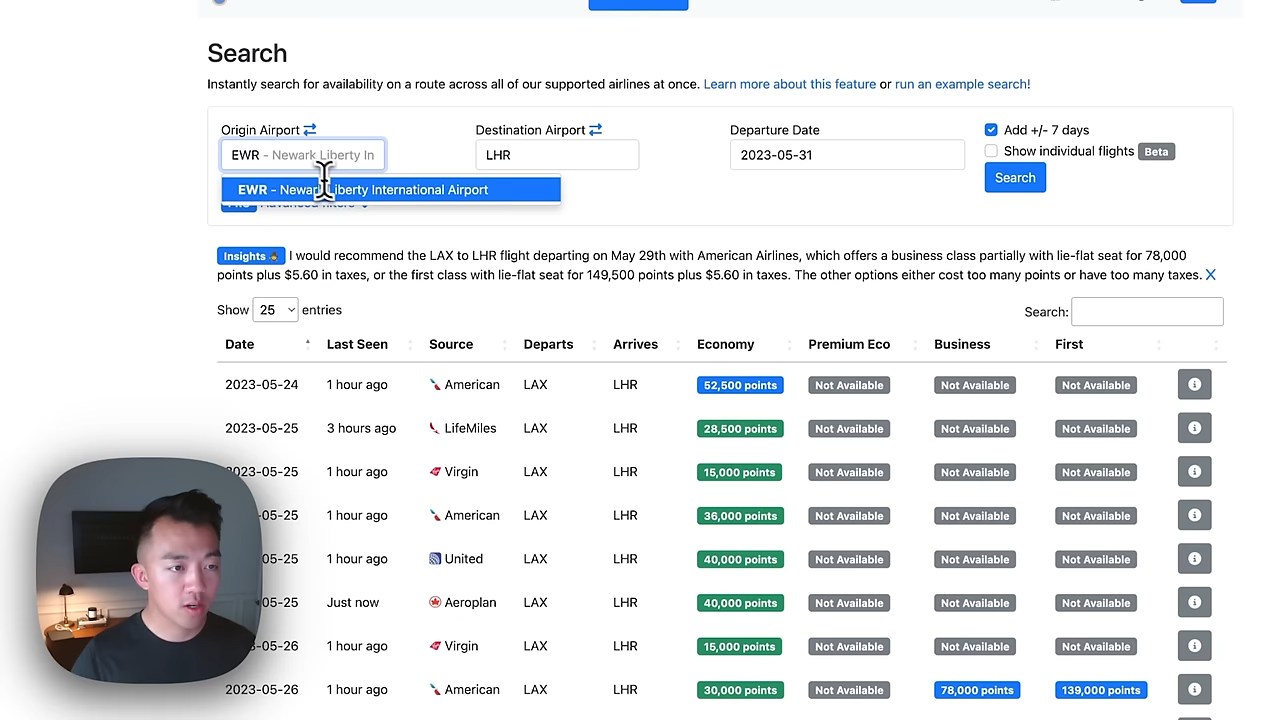 Search
Instantly search for availability on a route across all of our supported airlines at once. Learn more about this feature or run an example search!
Origin Airport
Destination Airport
Departure Date
Add +/- 7 days
EWR - Newark Liberty In
LHR
2023-05-31
Show individual flights Beta
Search
EWR - Newark Liberty International Airport
Advanced filters
Insights I would recommend the LAX to LHR flight departing on May 29th with American Airlines, which offers a business class partially with lie-flat seat for 78,000
points plus $5.60 in taxes, or the first class with lie-flat seat for 149,500 points plus $5.60 in taxes. The other options either cost too many points or have too many taxes. X
Show 25 entries
Search:
Date Last Seen Source Departs Arrives Economy Premium Eco Business First
2023-05-24 1 hour ago American LAX LHR 52,500 points Not Available Not Available Not Available
2023-05-25 3 hours ago LifeMiles LAX LHR 28,500 points Not Available Not Available Not Available
2023-05-25 1 hour ago Virgin LAX LHR 15,000 points Not Available Not Available Not Available
-05-25 1 hour ago American LAX LHR 36,000 points Not Available Not Available Not Available
-05-25 1 hour ago United LAX LHR 40,000 points Not Available Not Available Not Available
-05-25 Just now Aeroplan LAX LHR 40,000 points Not Available Not Available Not Available
-05-26 1 hour ago Virgin LAX LHR 15,000 points Not Available Not Available Not Available
2023-05-26 1 hour ago American LAX LHR 30,000 points Not Available 78,000 points 139,000 points